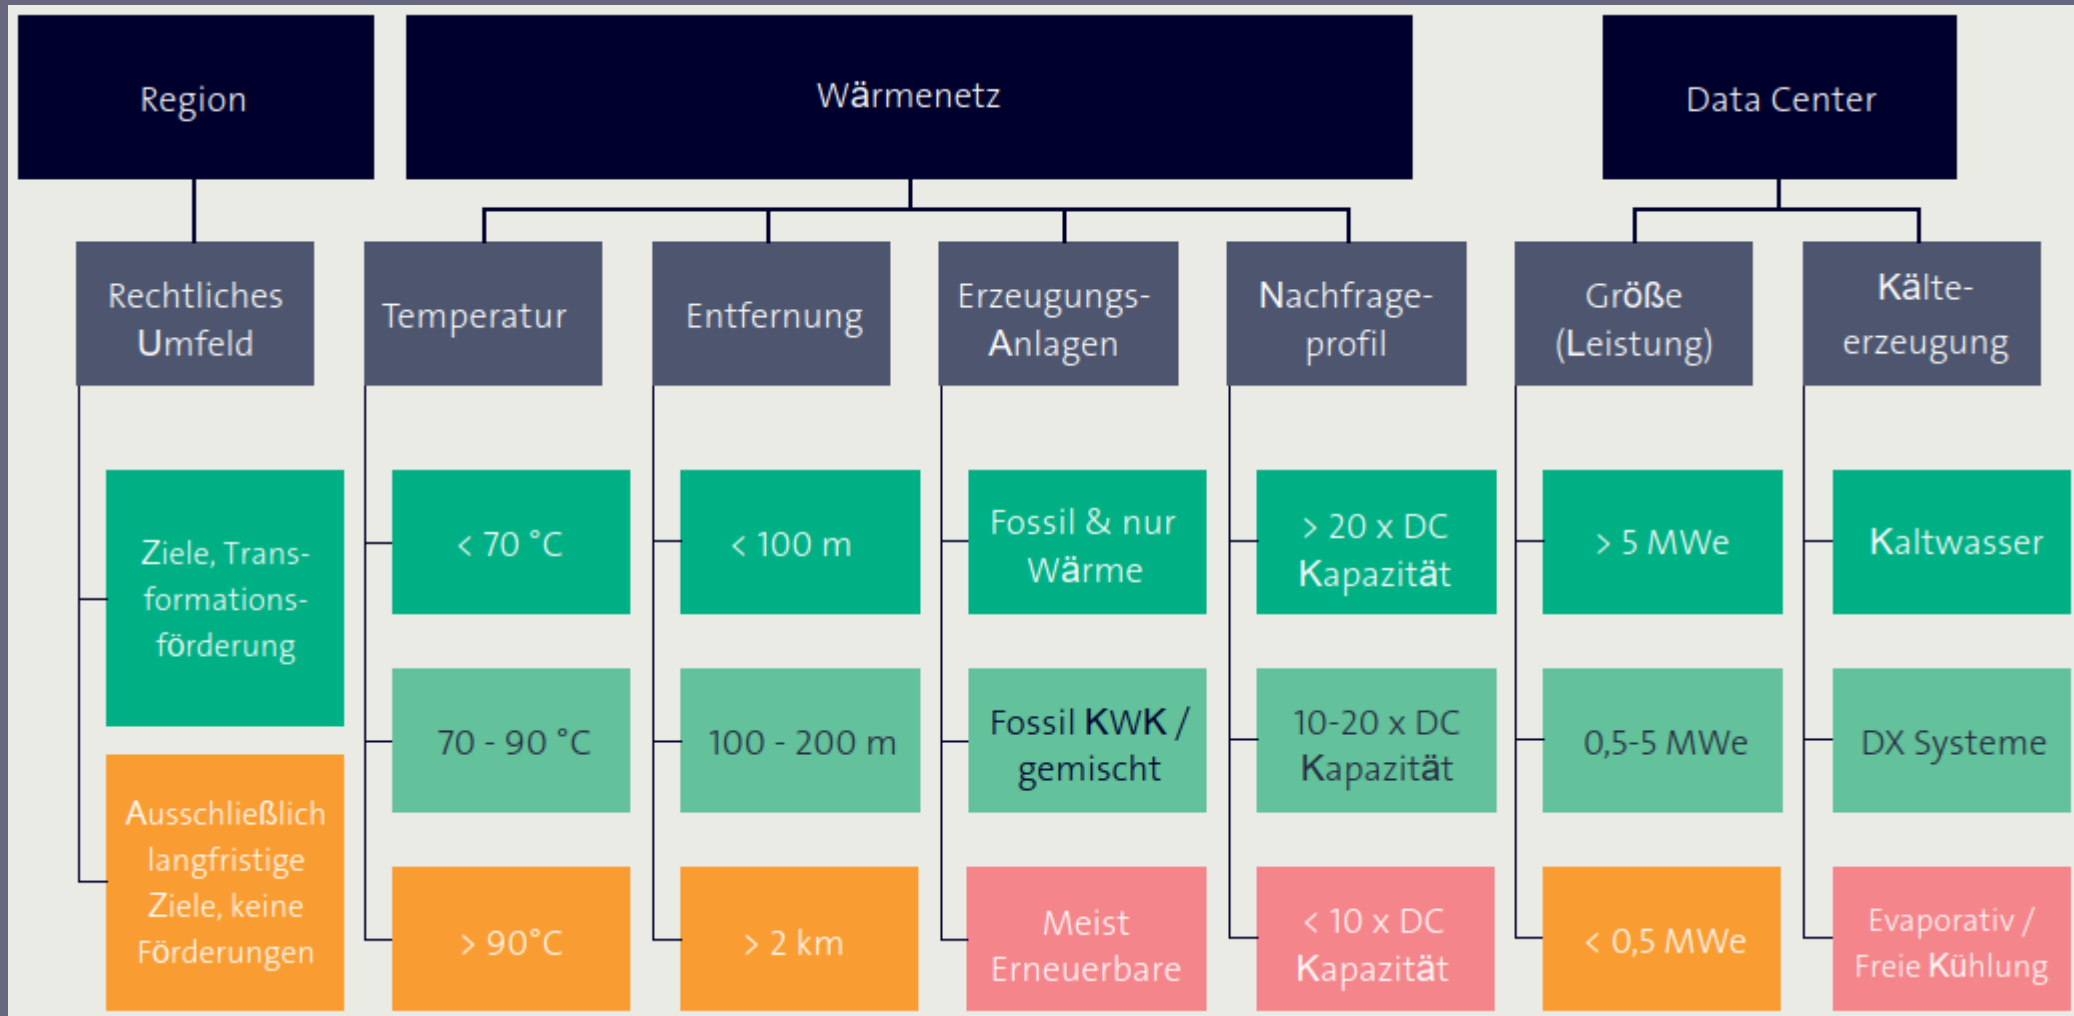 Region
Wärmenetz
Data Center
Rechtliches
Umfeld
Temperatur
Entfernung
Erzeugungs-
Anlagen
Nachfrage-
profil
Größe
(Leistung)
Kälte-
erzeugung
Ziele, Trans-
formations-
förderung
< 70 °C
< 100 m
Fossil & nur
Wärme
> 20 x DC
Kapazität
> 5 MWe
Kaltwasser
70 - 90 °C
100 - 200 m
Fossil KWK /
gemischt
10-20 x DC
Kapazität
0,5-5 MWe
DX Systeme
Ausschließlich
langfristige
Ziele, keine
Förderungen
> 90°C
> 2 km
Meist
Erneuerbare
< 10 x DC
Kapazität
< 0,5 MWe
Evaporativ /
Freie Kühlung